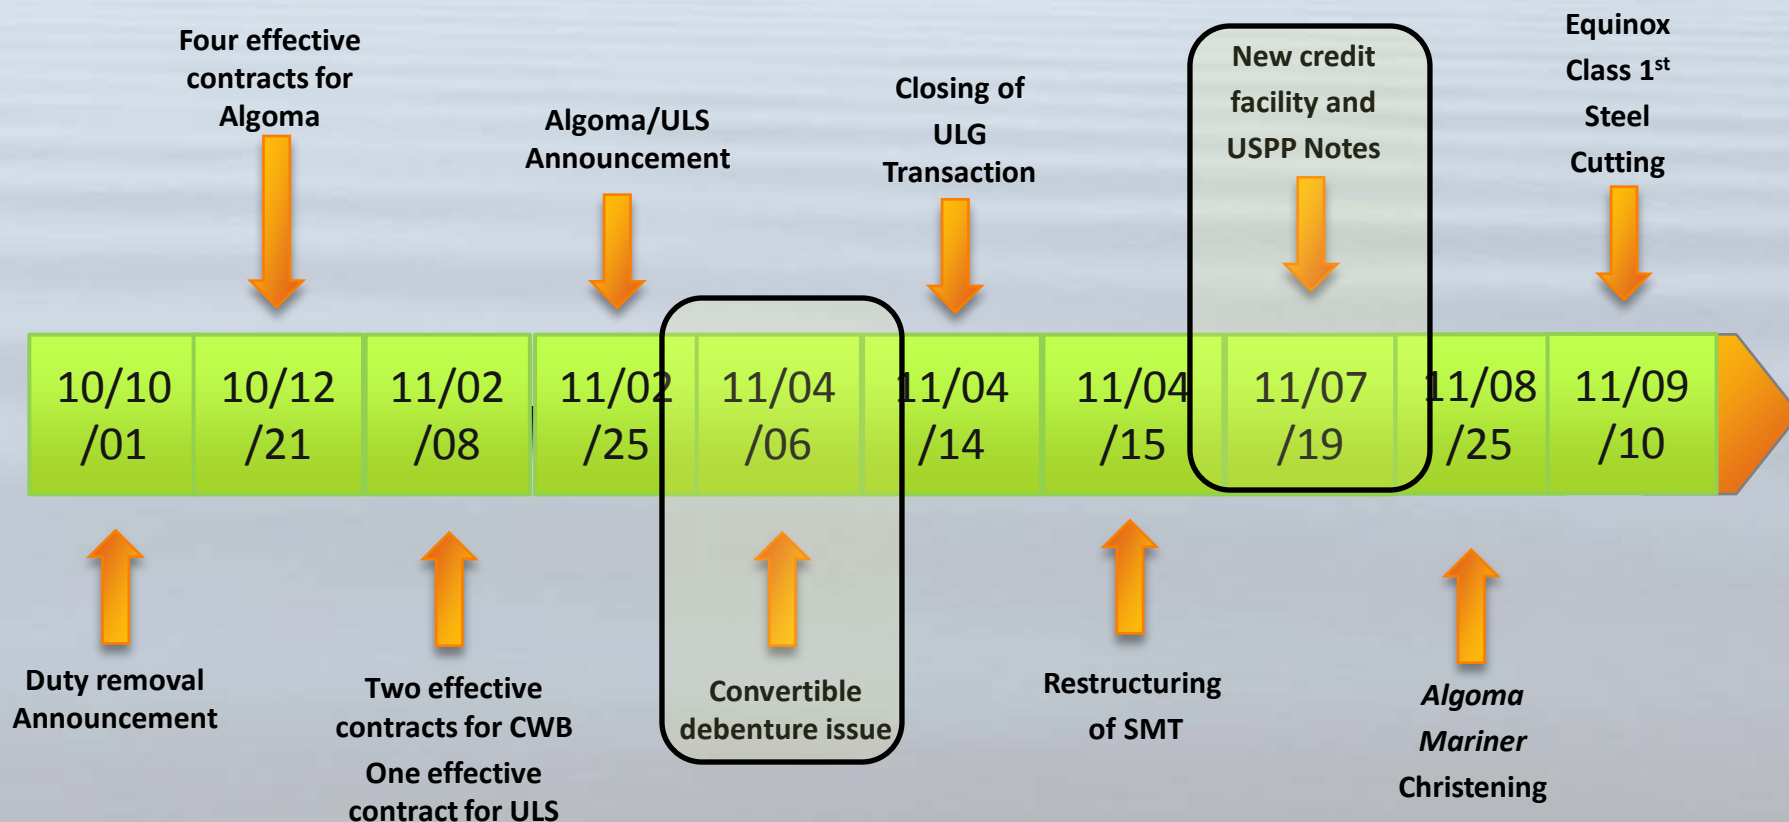 Four effective
contracts for
Algoma
Algoma/ULS
Announcement
Closing of
ULG
Transaction
New credit
facility and
USPP Notes
Equinox
Class 1st
Steel
Cutting
10/10
/01
10/12
/21
11/02
/08
11/02
/25
11/04
/06
11/04
/14
11/04
/15
11/07
/19
11/08
/25
11/09
/10
Duty removal
Announcement
Two effective
contracts for CWB
One effective
contract for ULS
Convertible
debenture issue
Restructuring
of SMT
Algoma
Mariner
Christening